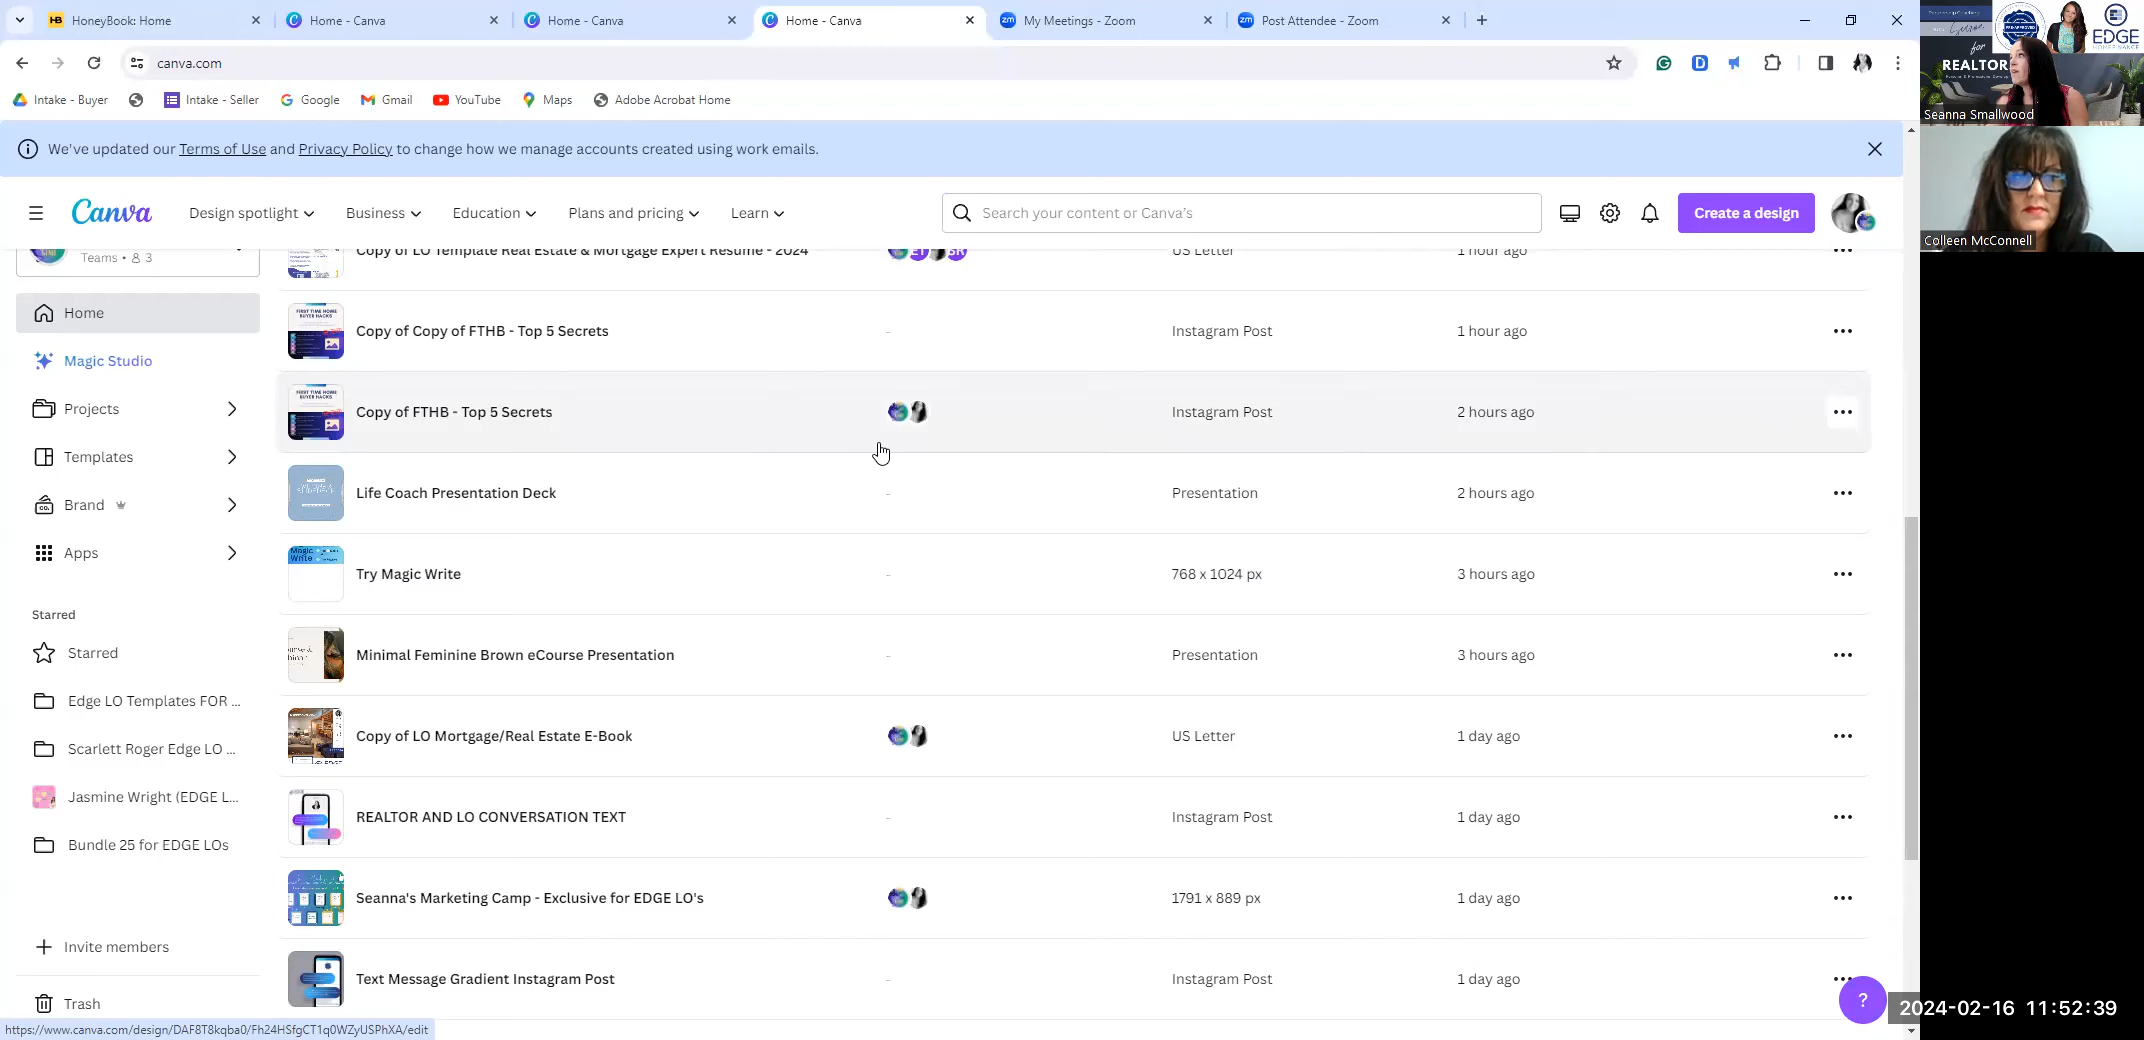 HoneyBook: Home
Home - Canva
Home - Canva
Home - Canva
My Meetings - Zoom
Post Attendee - Zoom
canva.com
Intake - Buyer
Intake - Seller
Google
Gmail
YouTube
Maps
Adobe Acrobat Home
We've updated our Terms of Use and Privacy Policy to change how we manage accounts created using work emails.
Canva
Design spotlight
Business
Education
Plans and pricing
Learn
Search your content or Canva's
Create a design
Teams • 3
Home
Magic Studio
Projects
Templates
Brand
Apps
Starred
Starred
Edge LO Templates FOR ...
Scarlett Roger Edge LO ...
Jasmine Wright (EDGE L...
Bundle 25 for EDGE LOs
Invite members
Trash
Copy of LO Template Real Estate & Mortgage Expert Resume - 2024
US Letter
1 hour ago
Copy of Copy of FTHB - Top 5 Secrets
-
Instagram Post
1 hour ago
Copy of FTHB - Top 5 Secrets
Instagram Post
2 hours ago
Life Coach Presentation Deck
-
Presentation
2 hours ago
Try Magic Write
-
768 x 1024 px
3 hours ago
Minimal Feminine Brown eCourse Presentation
-
Presentation
3 hours ago
Copy of LO Mortgage/Real Estate E-Book
US Letter
1 day ago
REALTOR AND LO CONVERSATION TEXT
-
Instagram Post
1 day ago
Seanna's Marketing Camp - Exclusive for EDGE LO's
1791 x 889 px
1 day ago
Text Message Gradient Instagram Post
-
Instagram Post
1 day ago
?
https://www.canva.com/design/DAF8T8kqba0/Fh24HSfgCT1q0WZyUSPhXA/edit
EDGE
for
REALTOR
Seanna Smallwood
Colleen McConnell
2024-02-16 11:52:39